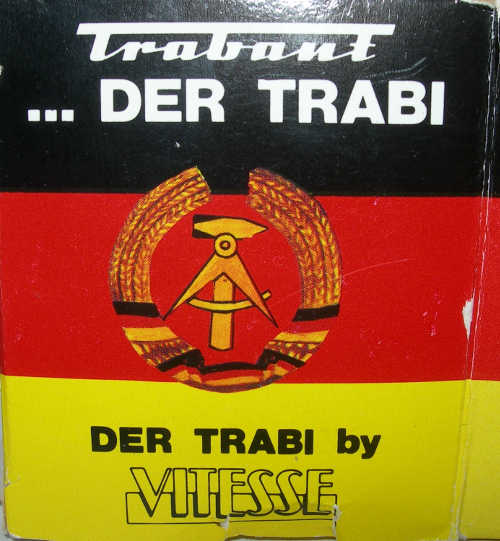 Trabant
... DER TRABI
DER TRABI by
VITESSE